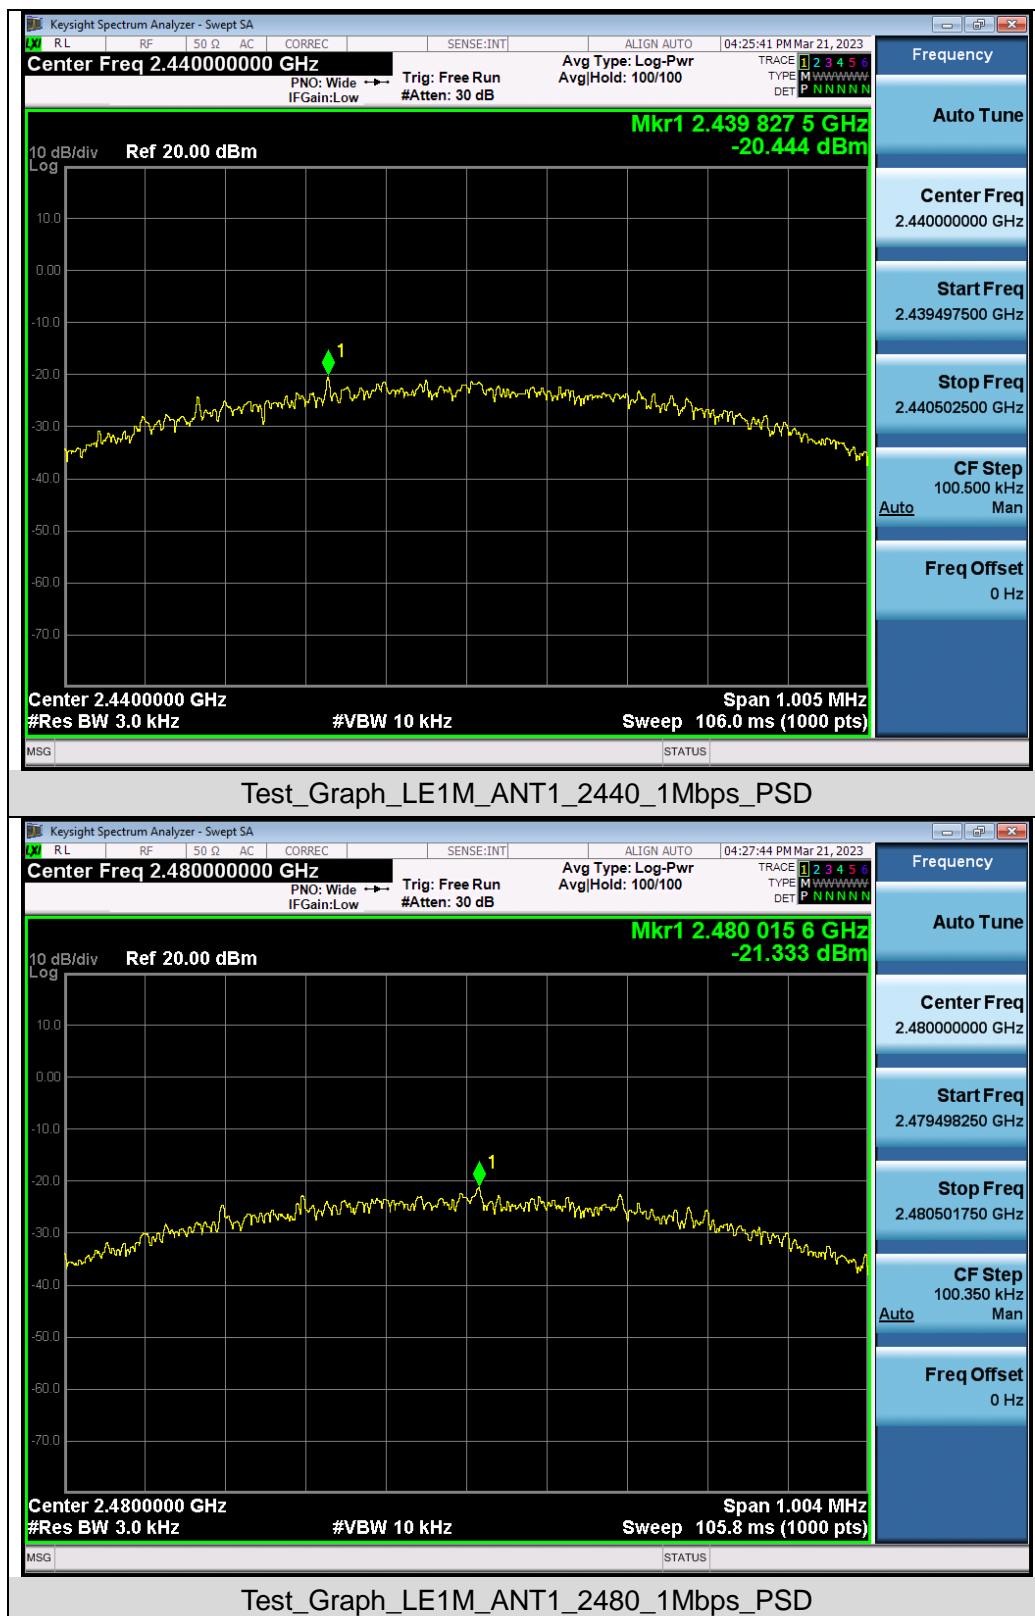 Keysight Spectrum Analyzer - Swept SA
LXI RL RF 50 Ω AC CORREC SENSE:INT ALIGN AUTO 04:25:41 PM Mar 21, 2023
Center Freq 2.440000000 GHz
PNO: Wide
IFGain:Low
Trig: Free Run
#Atten: 30 dB
Avg Type: Log-Pwr
Avg|Hold: 100/100
TRACE 1 2 3 4 5 6
TYPE M W W W W W
DET P N N N N N
Mkr1 2.439 827 5 GHz
-20.444 dBm
10 dB/div Ref 20.00 dBm
Log
10.0
0.00
-10.0
-20.0
-30.0
-40.0
-50.0
-60.0
-70.0
1
Center 2.4400000 GHz Span 1.005 MHz
#Res BW 3.0 kHz #VBW 10 kHz Sweep 106.0 ms (1000 pts)
MSG STATUS
Frequency
Auto Tune
Center Freq
2.440000000 GHz
Start Freq
2.439497500 GHz
Stop Freq
2.440502500 GHz
CF Step
100.500 kHz
Auto Man
Freq Offset
0 Hz
Test_Graph_LE1M_ANT1_2440_1Mbps_PSD
Keysight Spectrum Analyzer - Swept SA
LXI RL RF 50 Ω AC CORREC SENSE:INT ALIGN AUTO 04:27:44 PM Mar 21, 2023
Center Freq 2.480000000 GHz
PNO: Wide
IFGain:Low
Trig: Free Run
#Atten: 30 dB
Avg Type: Log-Pwr
Avg|Hold: 100/100
TRACE 1 2 3 4 5 6
TYPE M W W W W W
DET P N N N N N
Mkr1 2.480 015 6 GHz
-21.333 dBm
10 dB/div Ref 20.00 dBm
Log
10.0
0.00
-10.0
-20.0
-30.0
-40.0
-50.0
-60.0
-70.0
1
Center 2.4800000 GHz Span 1.004 MHz
#Res BW 3.0 kHz #VBW 10 kHz Sweep 105.8 ms (1000 pts)
MSG STATUS
Frequency
Auto Tune
Center Freq
2.480000000 GHz
Start Freq
2.479498250 GHz
Stop Freq
2.480501750 GHz
CF Step
100.350 kHz
Auto Man
Freq Offset
0 Hz
Test_Graph_LE1M_ANT1_2480_1Mbps_PSD